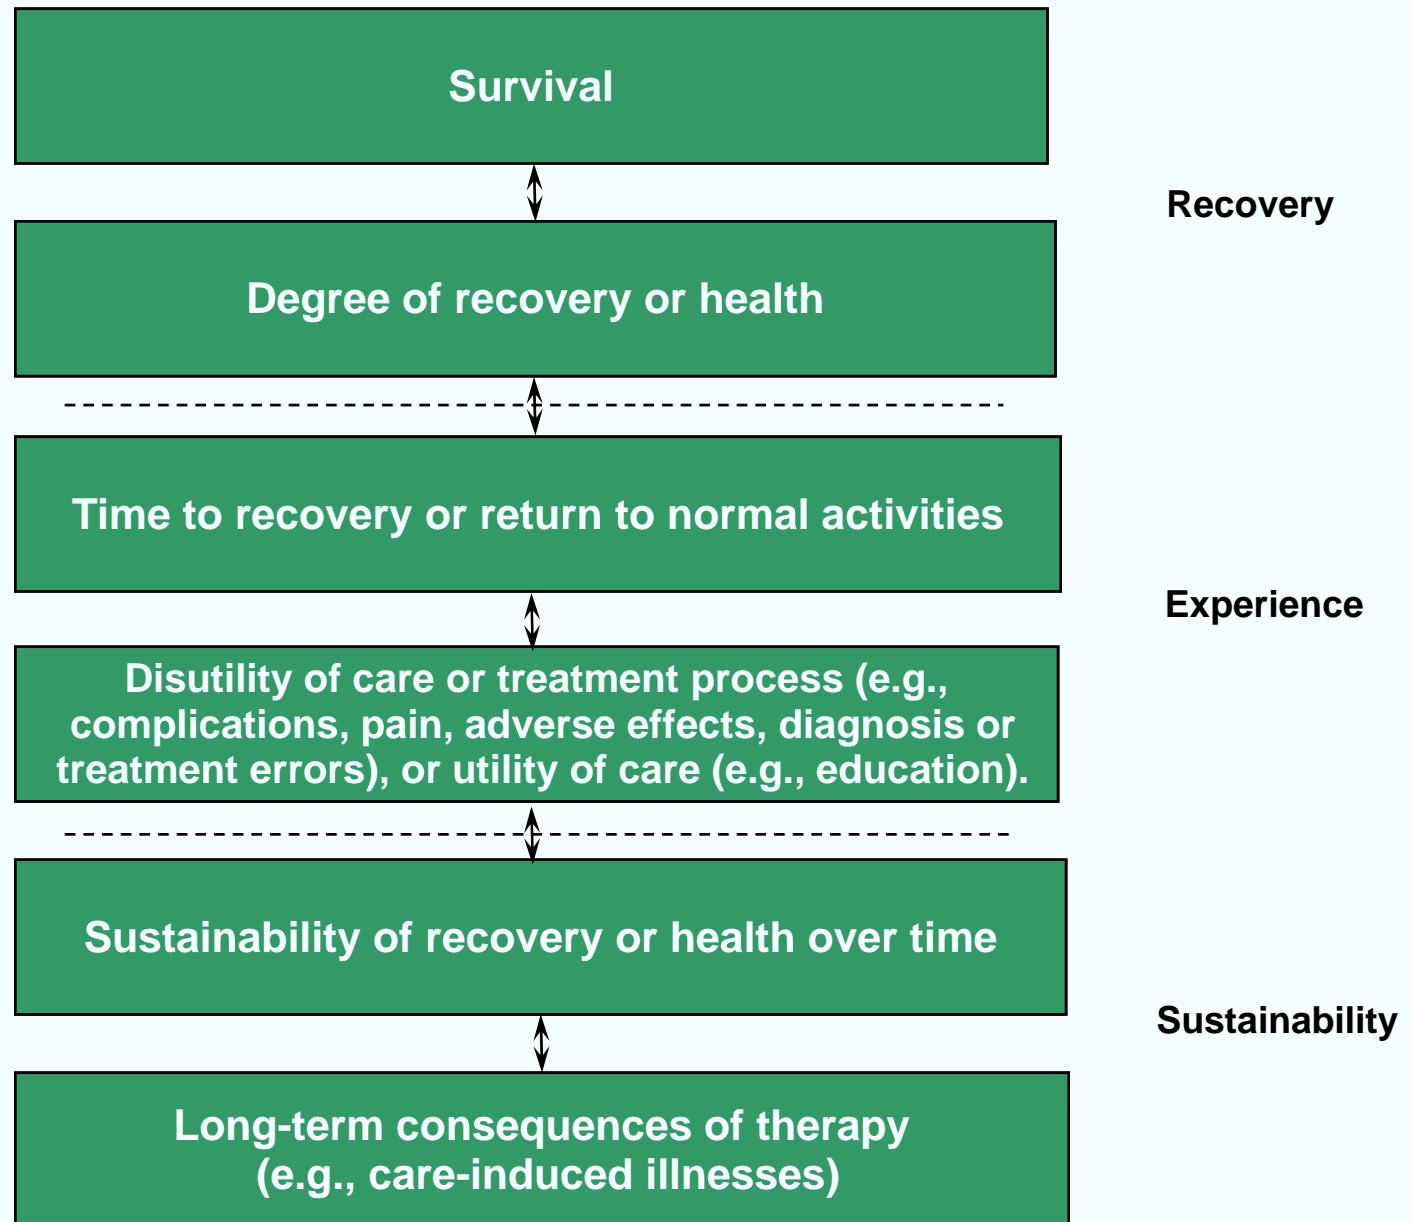 Survival
Recovery
Degree of recovery or health
Time to recovery or return to normal activities
Experience
Disutility of care or treatment process (e.g.,
complications, pain, adverse effects, diagnosis or
treatment errors), or utility of care (e.g., education).
Sustainability of recovery or health over time
Sustainability
Long-term consequences of therapy
(e.g., care-induced illnesses)